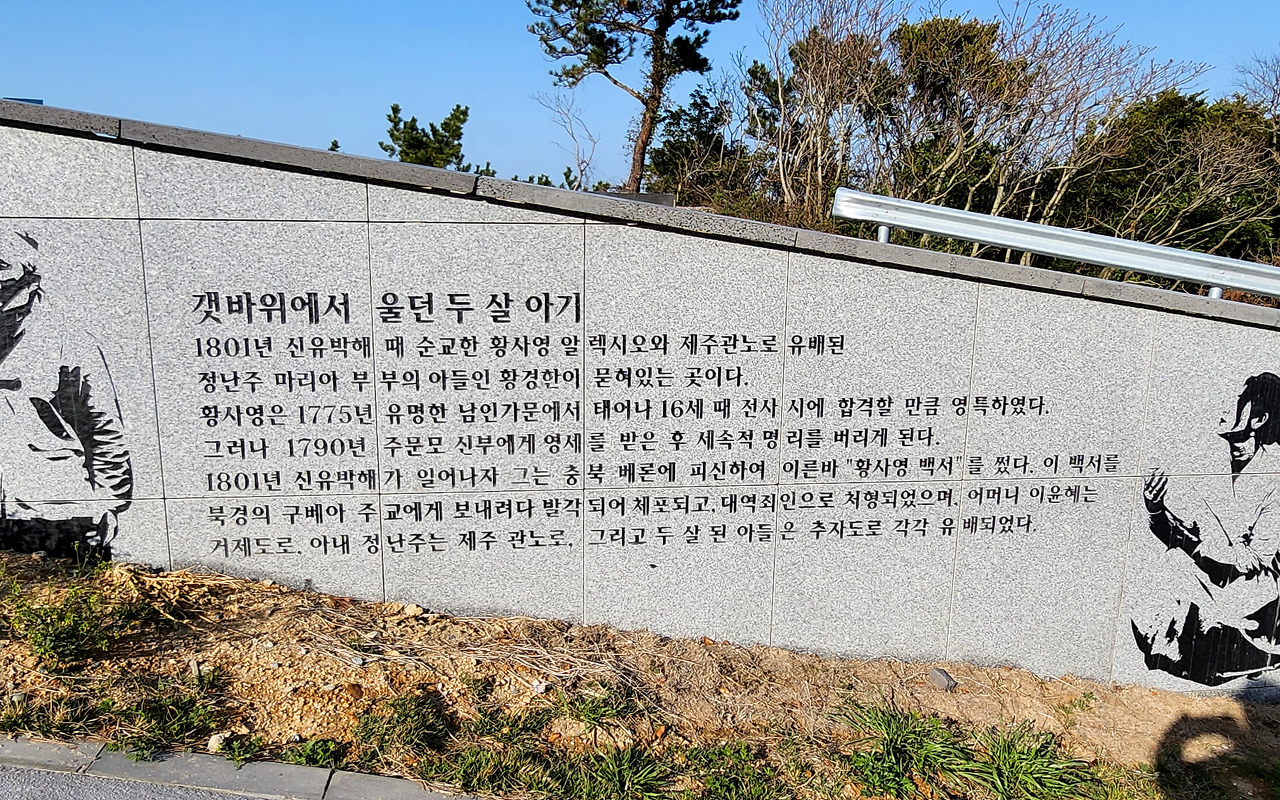 갯바위에서 울던 두 살 아기
1801년 신유박해 때 순교한 황사영 알렉시오와 제주관노로 유배된
정난주 마리아 부부의 아들인 황경한이 묻혀있는 곳이다.
황사영은 1775년 유명한 남인가문에서 태어나 16세 때 전사시에 합격할 만큼 영특하였다.
그러나 1790년 주문모 신부에게 영세를 받은 후 세속적 명리를 버리게 된다.
1801년 신유박해가 일어나자 그는 충북 베론에 피신하여 이른바 "황사영 백서"를 썼다. 이 백서를
북경의 구베아 주교에게 보내려다 발각되어 체포되고, 대역죄인으로 처형되었으며, 어머니 이윤혜는
거제도로, 아내 정난주는 제주 관노로, 그리고 두 살 된 아들은 추자도로 각각 유배되었다.